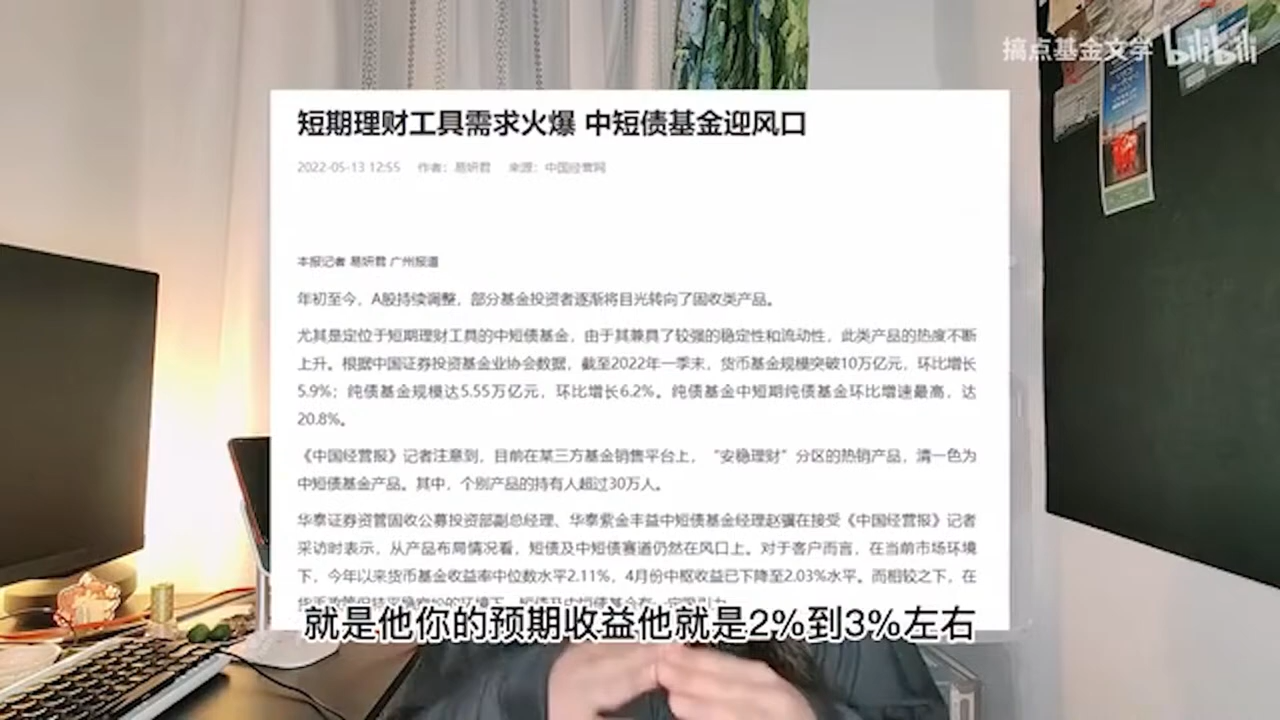 搞点基金文学 bilibili
短期理财工具需求火爆 中短债基金迎风口
2022-05-13 12:55 作者：易妍君 来源：中国经营网
本报记者 易妍君 广州报道
年初至今，A股持续调整，部分基金投资者逐渐将目光转向了固收类产品。
尤其是定位于短期理财工具的中短债基金，由于其兼具了较强的稳定性和流动性，此类产品的热度不断
上升。根据中国证券投资基金业协会数据，截至2022年一季末，货币基金规模突破10万亿元，环比增长
5.9%；纯债基金规模达5.55万亿元，环比增长6.2%。纯债基金中短期纯债基金环比增速最高，达
20.8%。
《中国经营报》记者注意到，目前在某三方基金销售平台上，“安稳理财”分区的热销产品，清一色为
中短债基金产品。其中，个别产品的持有人超过30万人。
华泰证券资管固收公募投资部副总经理、华泰紫金丰益中短债基金经理赵骥在接受《中国经营报》记者
采访时表示，从产品布局情况看，短债及中短债赛道仍然在风口上。对于客户而言，在当前市场环境
下，今年以来货币基金收益率中位数水平2.11%，4月份中枢收益已下降至2.03%水平。而相较之下，在
就是他你的预期收益他就是2%到3%左右